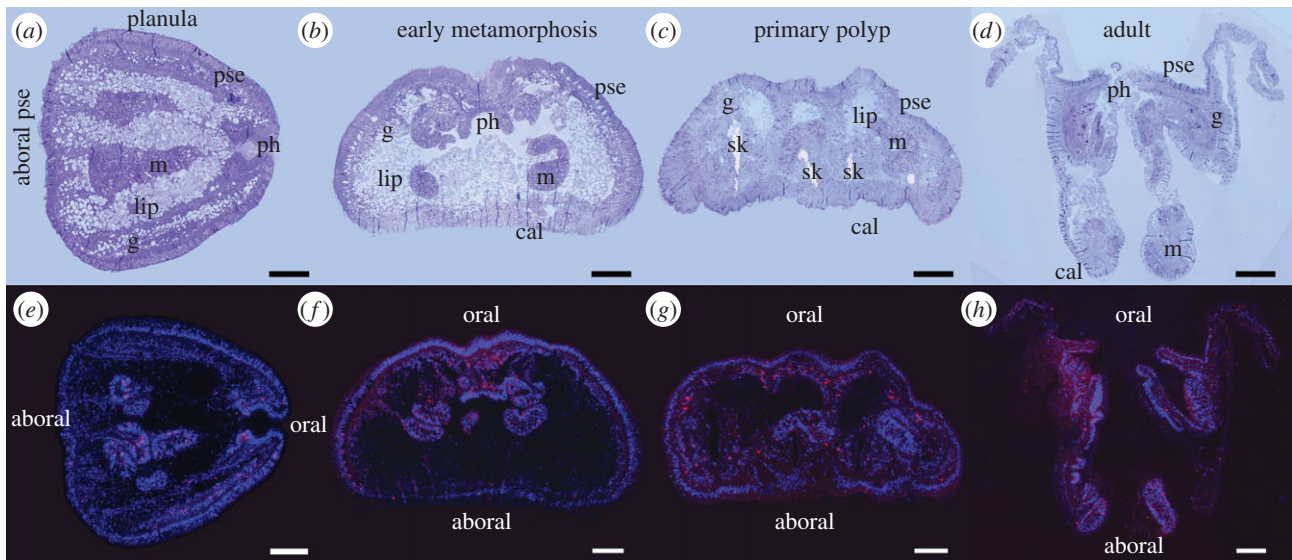 (a) planula
aboral pse
pse
ph
m
lip
g
(b) early metamorphosis
pse
g
ph
lip
m
cal
(c) primary polyp
g
lip
pse
sk
m
sk
sk
cal
(d) adult
pse
ph
g
m
cal
(e)
aboral
oral
(f)
oral
aboral
(g)
oral
aboral
(h)
oral
aboral